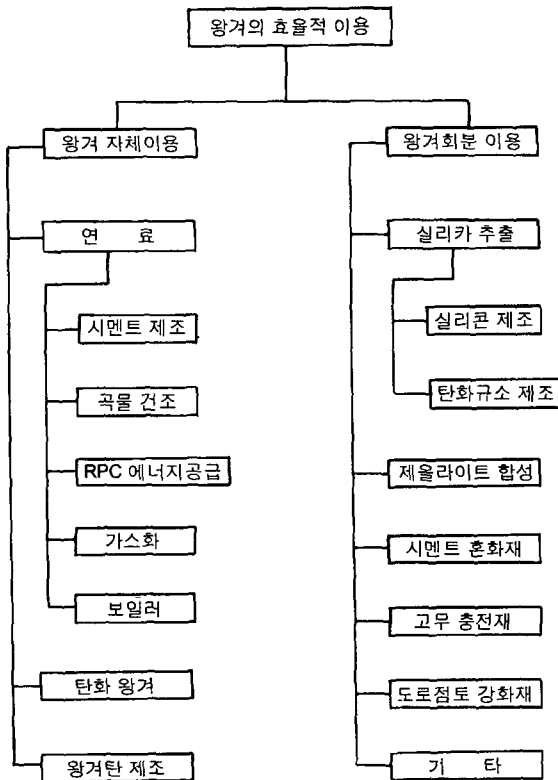 왕겨의 효율적 이용
왕겨 자체이용
연 료
시멘트 제조
곡물 건조
RPC 에너지공급
가스화
보일러
탄화 왕겨
왕겨탄 제조
왕겨회분 이용
실리카 추출
실리콘 제조
탄화규소 제조
제올라이트 합성
시멘트 혼화재
고무 충전재
도로점토 강화재
기 타